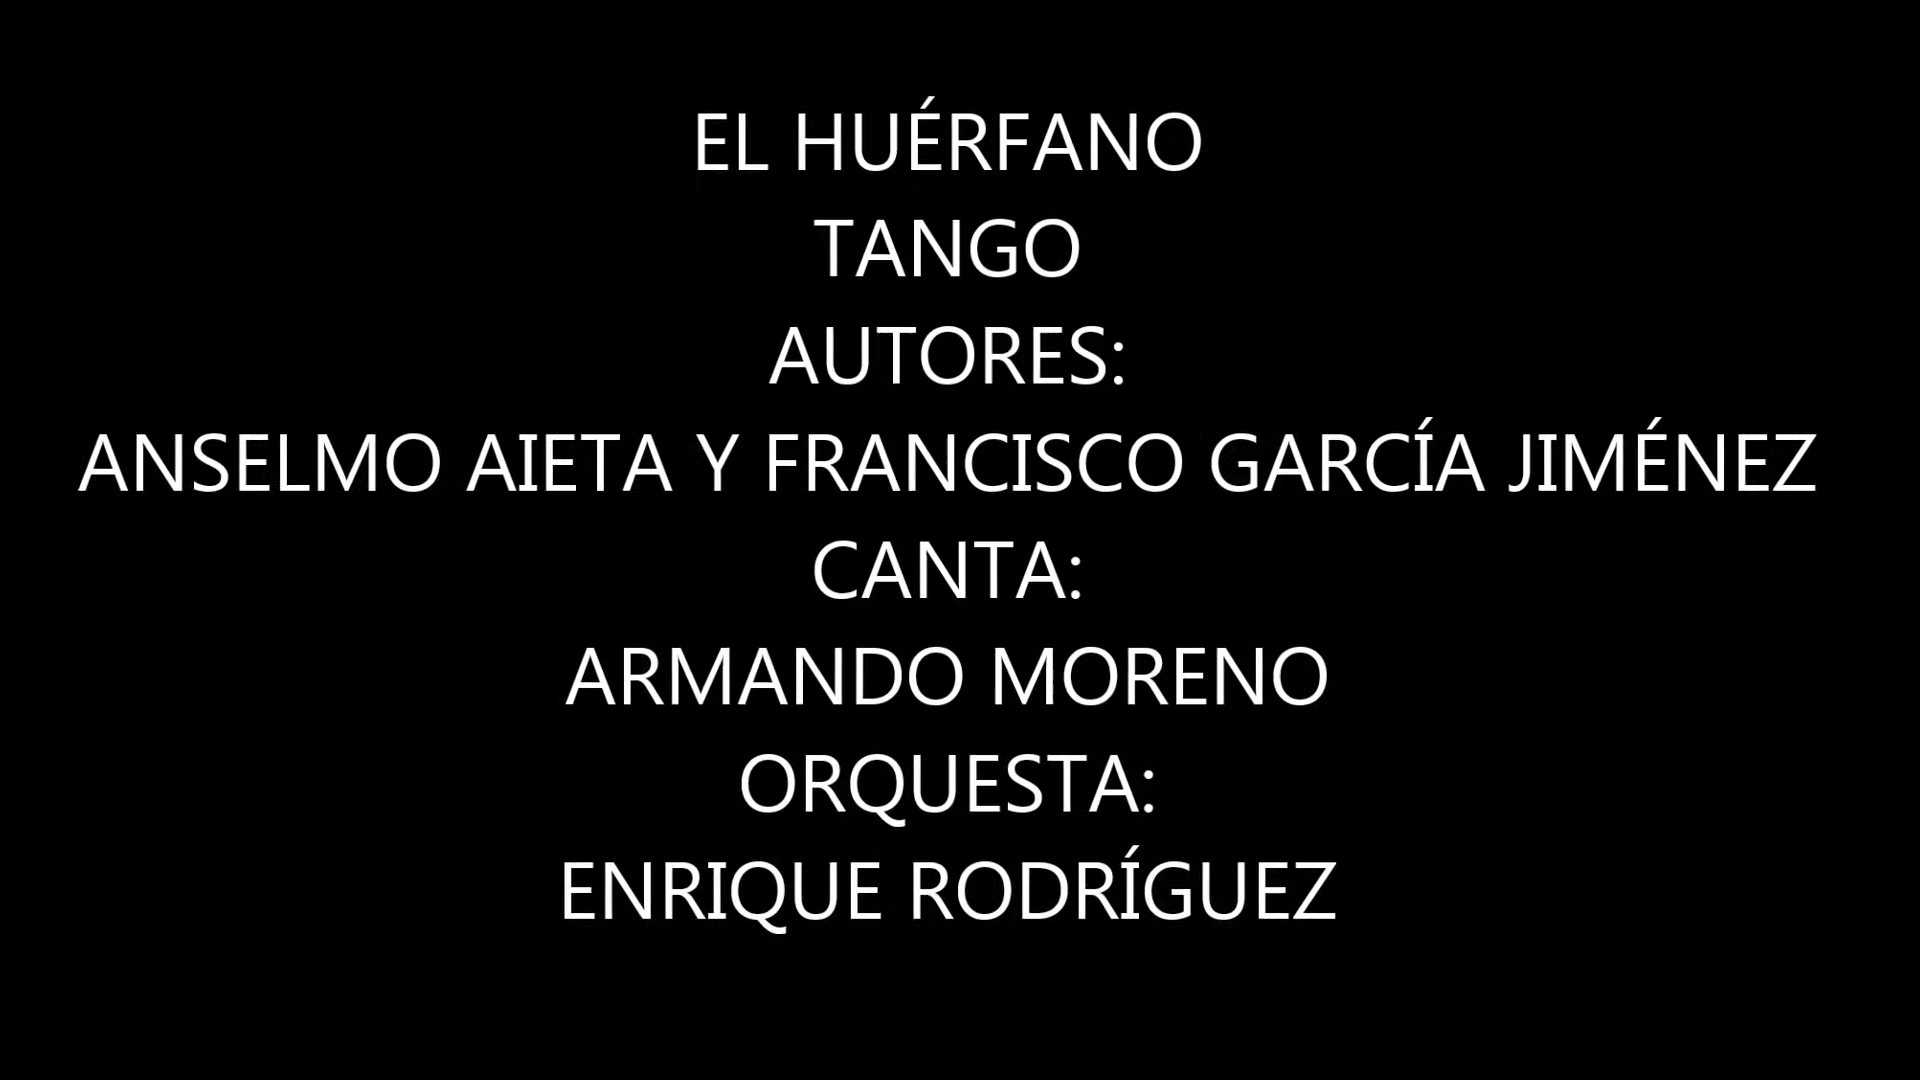 EL HUÉRFANO
TANGO
AUTORES:
ANSELMO AIETA Y FRANCISCO GARCÍA JIMÉNEZ
CANTA:
ARMANDO MORENO
ORQUESTA:
ENRIQUE RODRÍGUEZ